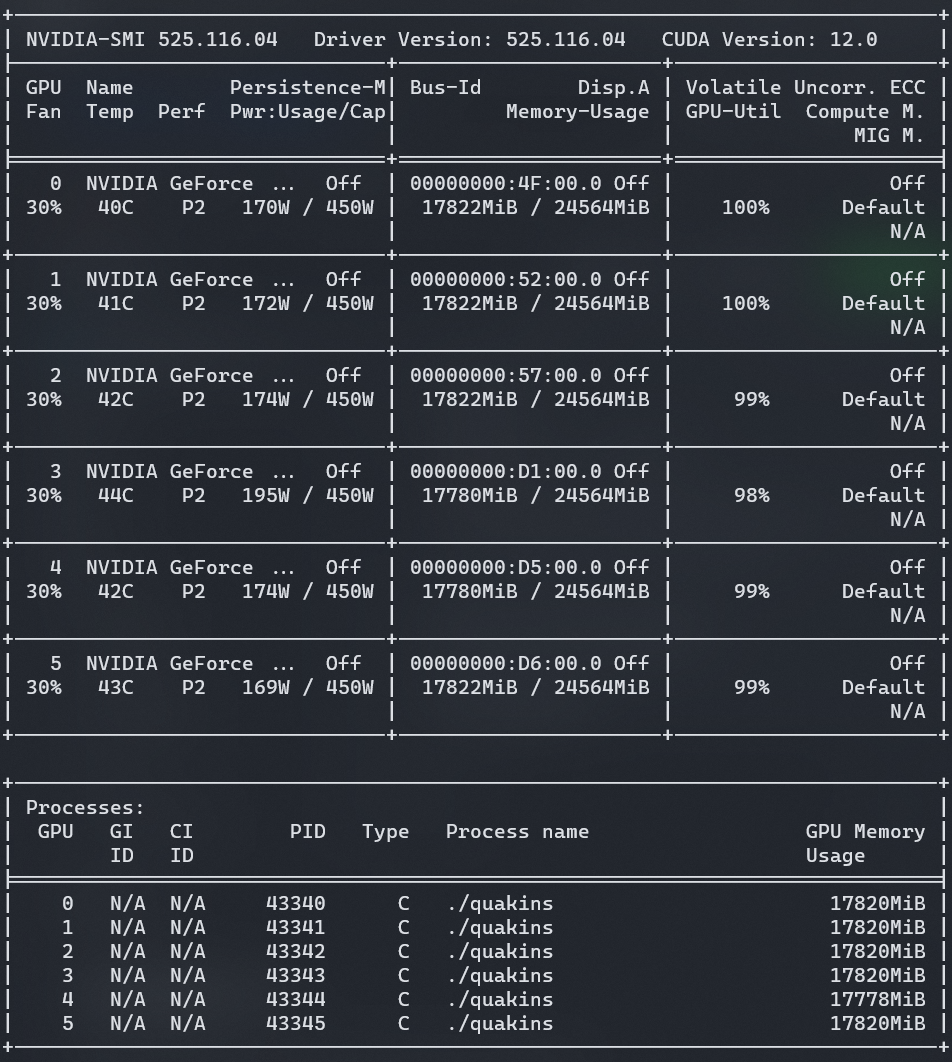 NVIDIA-SMI 525.116.04   Driver Version: 525.116.04   CUDA Version: 12.0
GPU  Name        Persistence-M| Bus-Id        Disp.A | Volatile Uncorr. ECC
Fan  Temp  Perf  Pwr:Usage/Cap|         Memory-Usage | GPU-Util  Compute M.
MIG M.
0  NVIDIA GeForce ...  Off | 00000000:4F:00.0 Off | Off
30%   40C    P2   170W / 450W | 17822MiB / 24564MiB | 100%      Default
N/A
1  NVIDIA GeForce ...  Off | 00000000:52:00.0 Off | Off
30%   41C    P2   172W / 450W | 17822MiB / 24564MiB | 100%      Default
N/A
2  NVIDIA GeForce ...  Off | 00000000:57:00.0 Off | Off
30%   42C    P2   174W / 450W | 17822MiB / 24564MiB | 99%      Default
N/A
3  NVIDIA GeForce ...  Off | 00000000:D1:00.0 Off | Off
30%   44C    P2   195W / 450W | 17780MiB / 24564MiB | 98%      Default
N/A
4  NVIDIA GeForce ...  Off | 00000000:D5:00.0 Off | Off
30%   42C    P2   174W / 450W | 17780MiB / 24564MiB | 99%      Default
N/A
5  NVIDIA GeForce ...  Off | 00000000:D6:00.0 Off | Off
30%   43C    P2   169W / 450W | 17822MiB / 24564MiB | 99%      Default
N/A
Processes:
GPU   GI   CI        PID   Type   Process name                  GPU Memory
ID   ID                                                   Usage
0   N/A  N/A     43340      C   ./quakins                       17820MiB
1   N/A  N/A     43341      C   ./quakins                       17820MiB
2   N/A  N/A     43342      C   ./quakins                       17820MiB
3   N/A  N/A     43343      C   ./quakins                       17820MiB
4   N/A  N/A     43344      C   ./quakins                       17778MiB
5   N/A  N/A     43345      C   ./quakins                       17820MiB